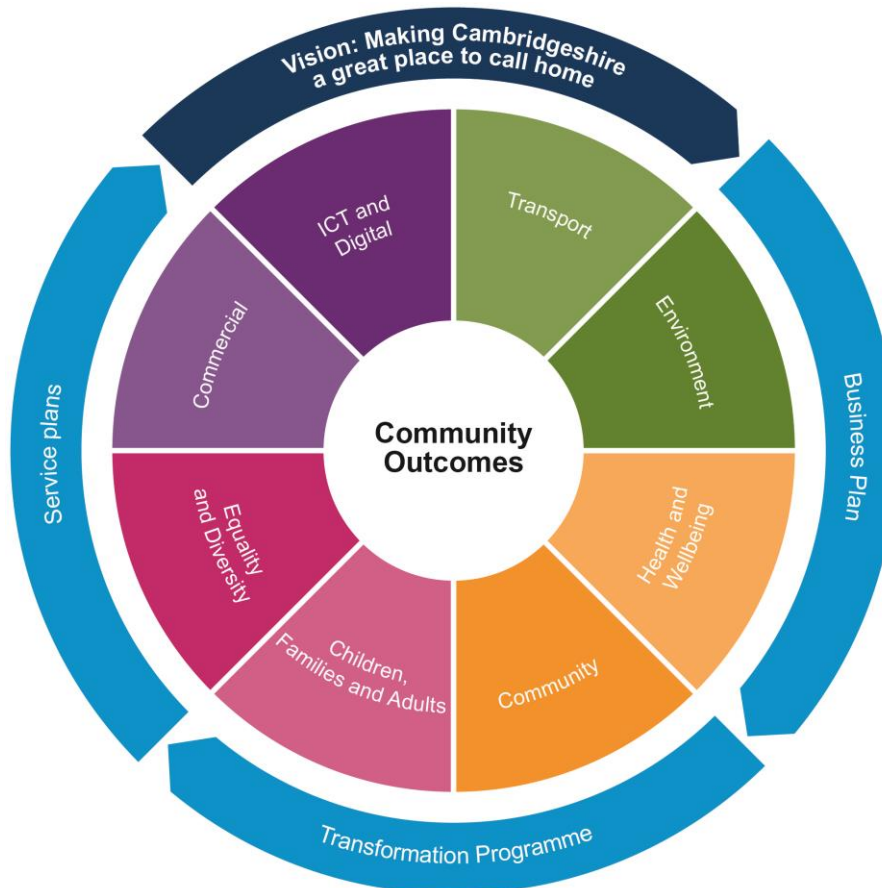 Vision: Making Cambridgeshire
a great place to call home
Business Plan
Transformation Programme
Service plans
Transport
Environment
Health and
Wellbeing
Community
Children,
Families and Adults
Equality
and Diversity
Commercial
ICT and
Digital
Community
Outcomes